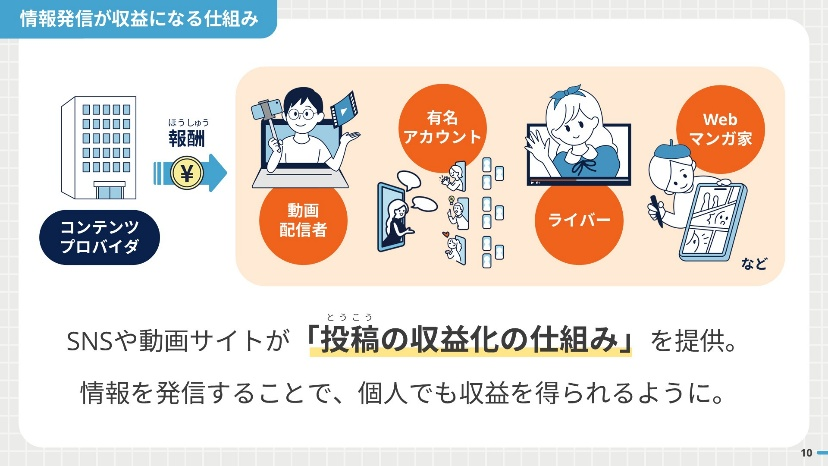 情報発信が収益になる仕組み
ほうしゅう
報酬
¥
コンテンツ
プロバイダ
動画
配信者
有名
アカウント
ライバー
Web
マンガ家
など
とうこう
SNSや動画サイトが「投稿の収益化の仕組み」を提供。
情報を発信することで、個人でも収益を得られるように。
10